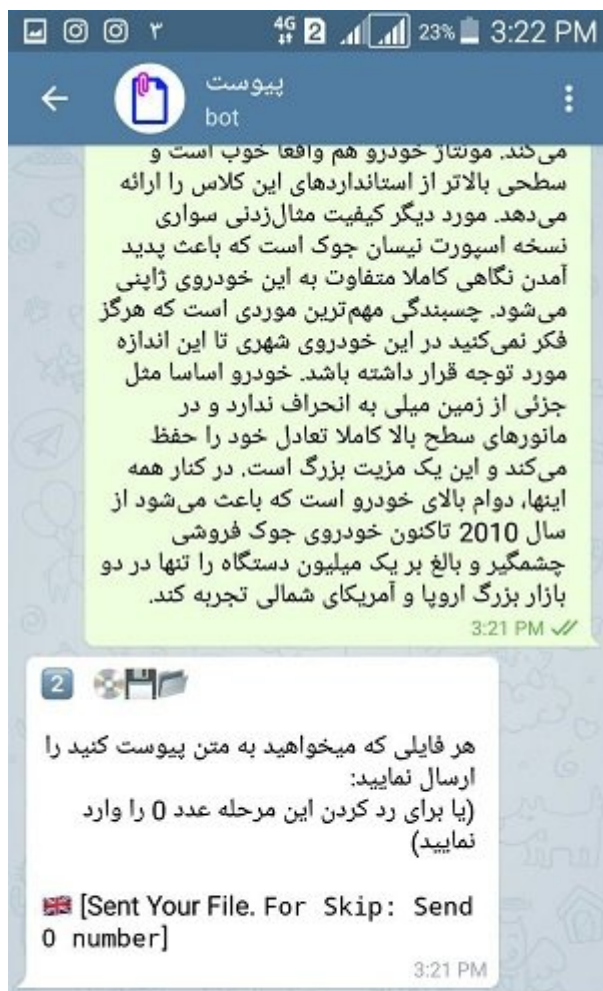 ۳ 4G 2 23% 3:22 PM
پیوست
bot
می‌کند. مونتاژ خودرو هم واقعا خوب است و
سطحی بالاتر از استانداردهای این کلاس را ارائه
می‌دهد. مورد دیگر کیفیت مثال‌زدنی سواری
نسخه اسپورت نیسان جوک است که باعث پدید
آمدن نگاهی کاملا متفاوت به این خودروی ژاپنی
می‌شود. چسبندگی مهم‌ترین موردی است که هرگز
فکر نمی‌کنید در این خودروی شهری تا این اندازه
مورد توجه قرار داشته باشد. خودرو اساسا مثل
جزئی از زمین میلی به انحراف ندارد و در
مانورهای سطح بالا کاملا تعادل خود را حفظ
می‌کند و این یک مزیت بزرگ است. در کنار همه
اینها، دوام بالای خودرو است که باعث می‌شود از
سال 2010 تاکنون خودروی جوک فروشی
چشمگیر و بالغ بر یک میلیون دستگاه را تنها در دو
بازار بزرگ اروپا و آمریکای شمالی تجربه کند.
3:21 PM
2
هر فایلی که میخواهید به متن پیوست کنید را
ارسال نمایید:
(یا برای رد کردن این مرحله عدد 0 را وارد
نمایید)
[Sent Your File. For Skip: Send
0 number]
3:21 PM